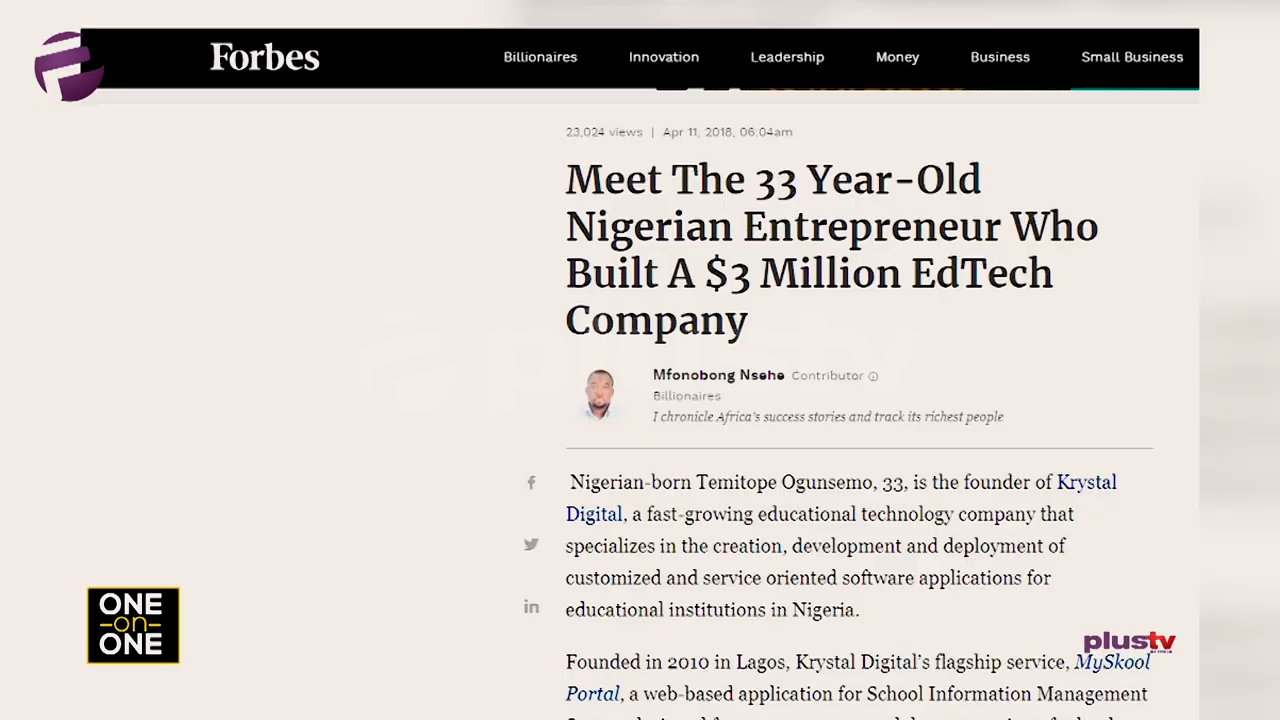 Forbes
Billionaires
Innovation
Leadership
Money
Business
Small Business
23,024 views | Apr 11, 2018, 06:04am
Meet The 33 Year-Old
Nigerian Entrepreneur Who
Built A $3 Million EdTech
Company
Mfonobong Nsehe Contributor
Billionaires
I chronicle Africa's success stories and track its richest people
Nigerian-born Temitope Ogunsemo, 33, is the founder of Krystal
Digital, a fast-growing educational technology company that
specializes in the creation, development and deployment of
customized and service oriented software applications for
educational institutions in Nigeria.
Founded in 2010 in Lagos, Krystal Digital's flagship service, MySkool
Portal, a web-based application for School Information Management
ONE
-on-
ONE
plustv